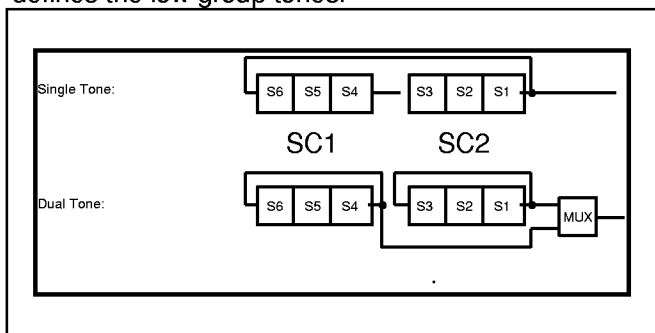 defines the low group tones.
Single Tone: S6 S5 S4 S3 S2 S1
SC1 SC2
Dual Tone: S6 S5 S4 S3 S2 S1 MUX